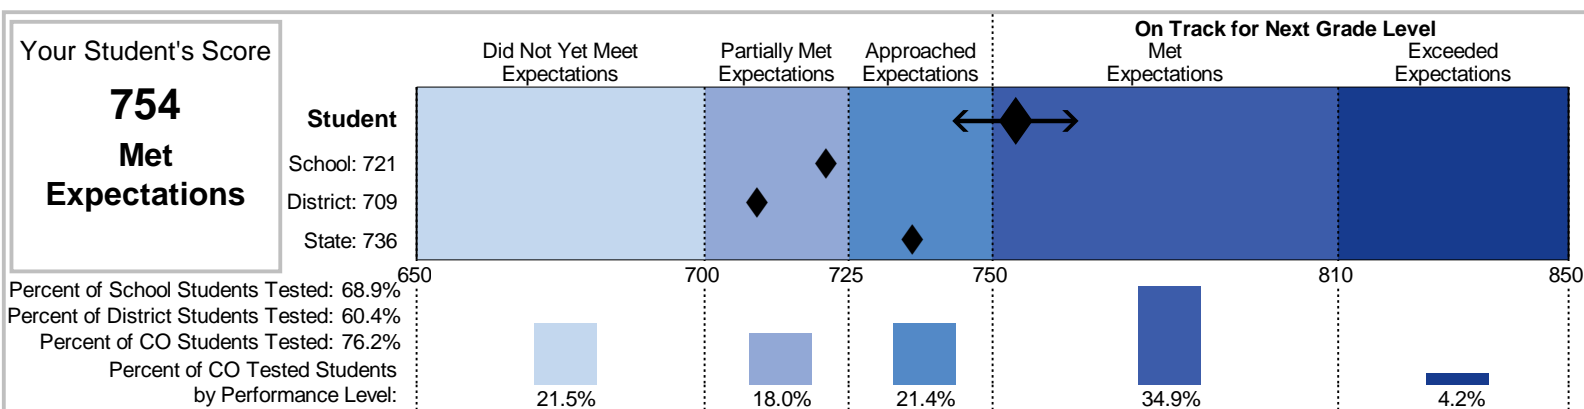 Your Student's Score
754
Met
Expectations
On Track for Next Grade Level
Did Not Yet Meet
Expectations
Partially Met
Expectations
Approached
Expectations
Met
Expectations
Exceeded
Expectations
Student
School: 721
District: 709
State: 736
650 700 725 750 810 850
Percent of School Students Tested: 68.9%
Percent of District Students Tested: 60.4%
Percent of CO Students Tested: 76.2%
Percent of CO Tested Students
by Performance Level: 21.5% 18.0% 21.4% 34.9% 4.2%